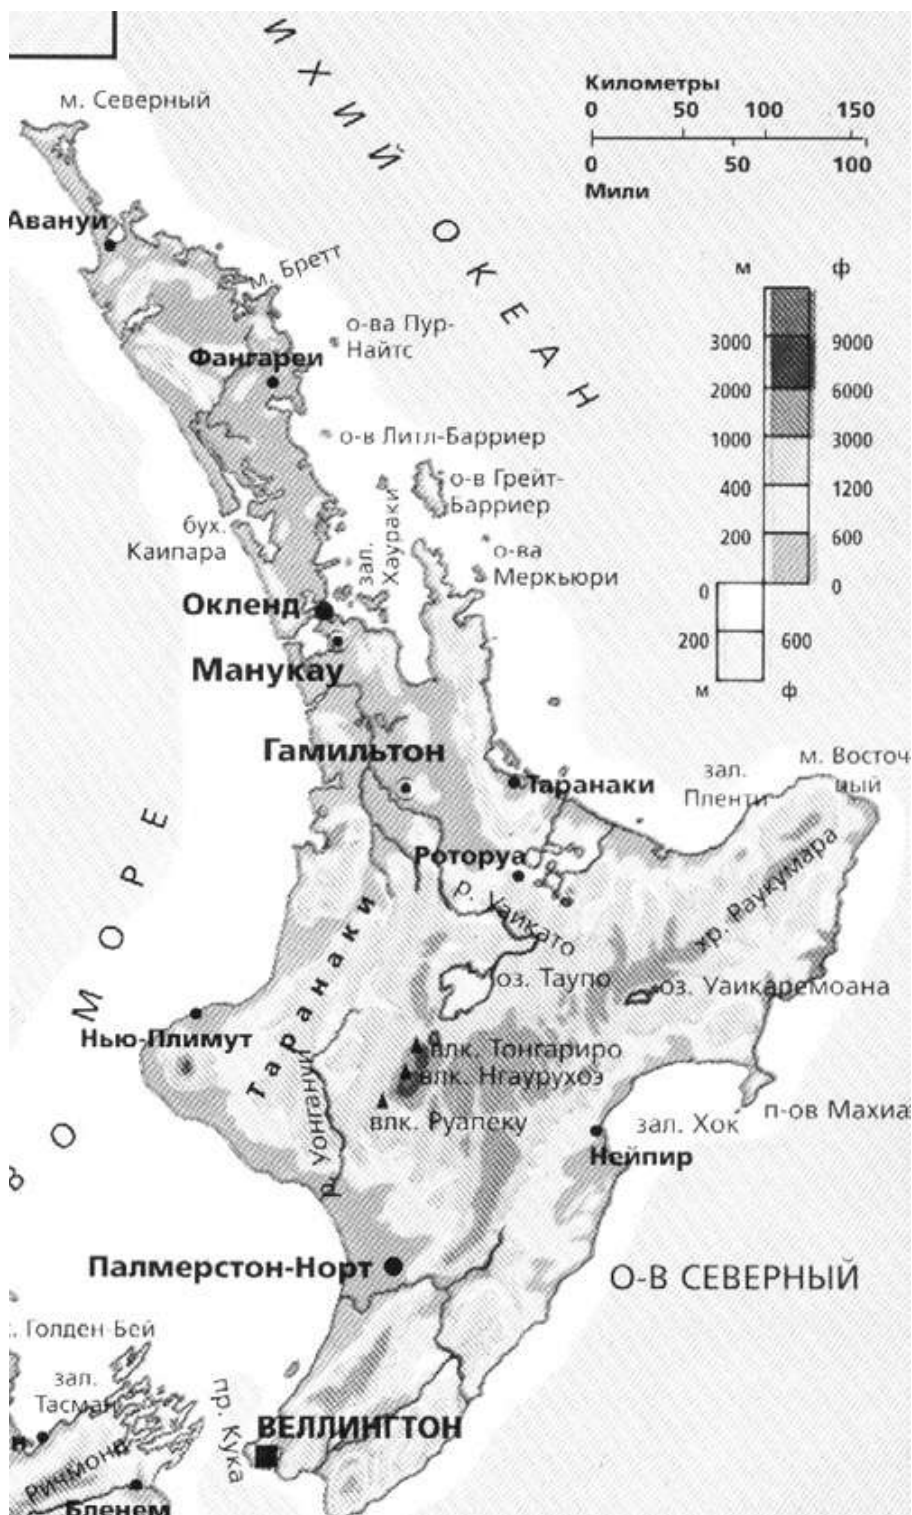 ИХИЙ ОКЕАН
Километры
0 50 100 150
0 50 100
Мили
м. Северный
Авануи
м. Бретт
о-ва Пур-
Найтс
Фангареи
м ф
3000 9000
2000 6000
1000 3000
400 1200
200 600
0 0
200 600
м ф
о-в Литл-Барриер
о-в Грейт-
Барриер
зал.
Хаураки
бух.
Каипара
о-ва
Меркьюри
Окленд
Манукау
Гамильтон
Таранаки
зал.
Пленти
м. Восточ-
ный
Роторуа
р. Уаикато
хр. Раукумара
ВО МОРЕ
Таранаки
оз. Таупо
оз. Уаикаремоана
Нью-Плимут
влк. Тонгариро
влк. Нгаурухоэ
влк. Руапеку
р. Уонгануи
зал. Хок
п-ов Махиа
Нейпир
Палмерстон-Норт
О-В СЕВЕРНЫЙ
. Голден-Бей
зал.
Тасман
пр. Кука
ВЕЛЛИНГТОН
н
Ричмонд
Бленем